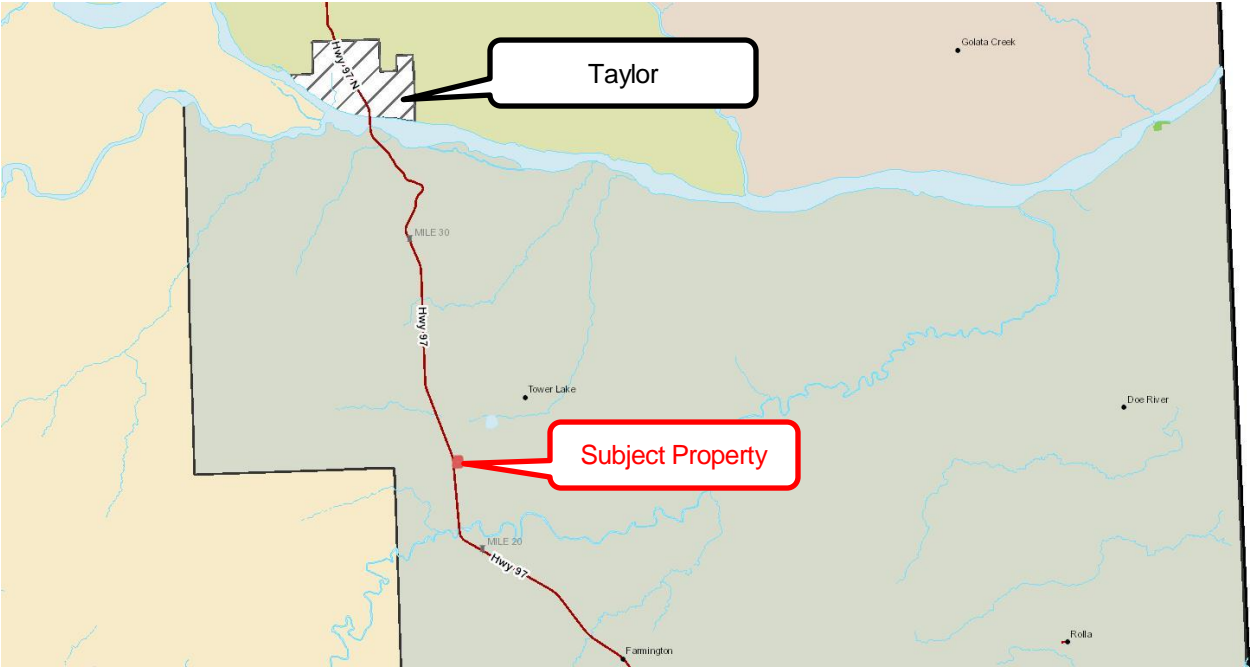 Golata Creek
Hwy 97 N
Taylor
MILE 30
Hwy 97
Tower Lake
Doe River
Subject Property
MILE 20
Hwy 97
Rolla
Farmington